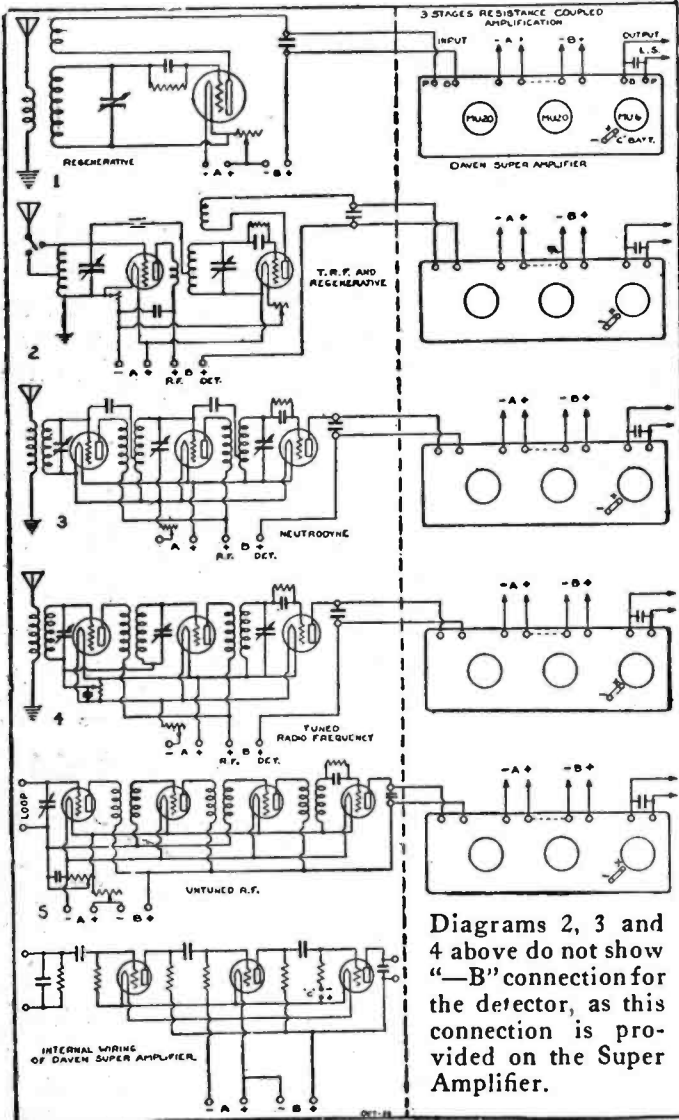 3 STAGES RESISTANCE COUPLED
AMPLIFICATION
INPUT
- A +
- B +
OUTPUT
L.S.
P B
B P
MU20
MU20
MU6
- + "C" BATT.
DAVEN SUPER AMPLIFIER
REGENERATIVE
1
- A + - B +
2
T.R.F. AND
REGENERATIVE
- A + + B +
R.F. DET.
- A +
- B +
- +
3
NEUTRODYNE
- A + + B +
R.F. DET.
- A +
- B +
- +
4
TUNED
RADIO FREQUENCY
- A + + B +
R.F. DET.
- A +
- B +
- +
LOOP
5
UNTUNED R.F.
- A + - B +
- A +
- B +
- +
INTERNAL WIRING
OF DAVEN SUPER AMPLIFIER
"C"
- +
- A + - B +
Diagrams 2, 3 and
4 above do not show
“—B” connection for
the detector, as this
connection is pro-
vided on the Super
Amplifier.